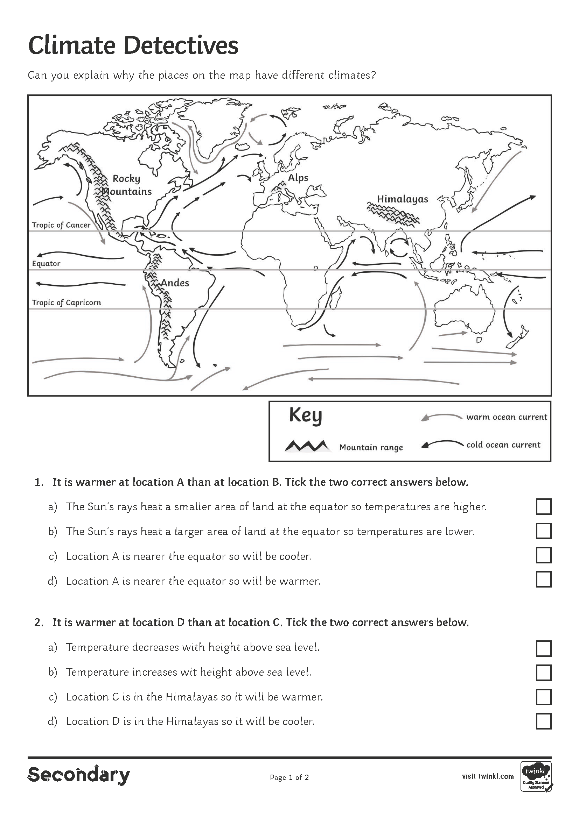 Climate Detectives
Can you explain why the places on the map have different climates?
Rocky
Mountains
Alps
Himalayas
Tropic of Cancer
Equator
Andes
Tropic of Capricorn
Key
warm ocean current
Mountain range
cold ocean current
1. It is warmer at location A than at location B. Tick the two correct answers below.
a) The Sun's rays heat a smaller area of land at the equator so temperatures are higher.
b) The Sun's rays heat a larger area of land at the equator so temperatures are lower.
c) Location A is nearer the equator so will be cooler.
d) Location A is nearer the equator so will be warmer.
2. It is warmer at location D than at location C. Tick the two correct answers below.
a) Temperature decreases with height above sea level.
b) Temperature increases wit height above sea level.
c) Location C is in the Himalayas so it will be warmer.
d) Location D is in the Himalayas so it will be cooler.
Secondary
Page 1 of 2
visit twinkl.com
twinkl
Quality Standard
Approved